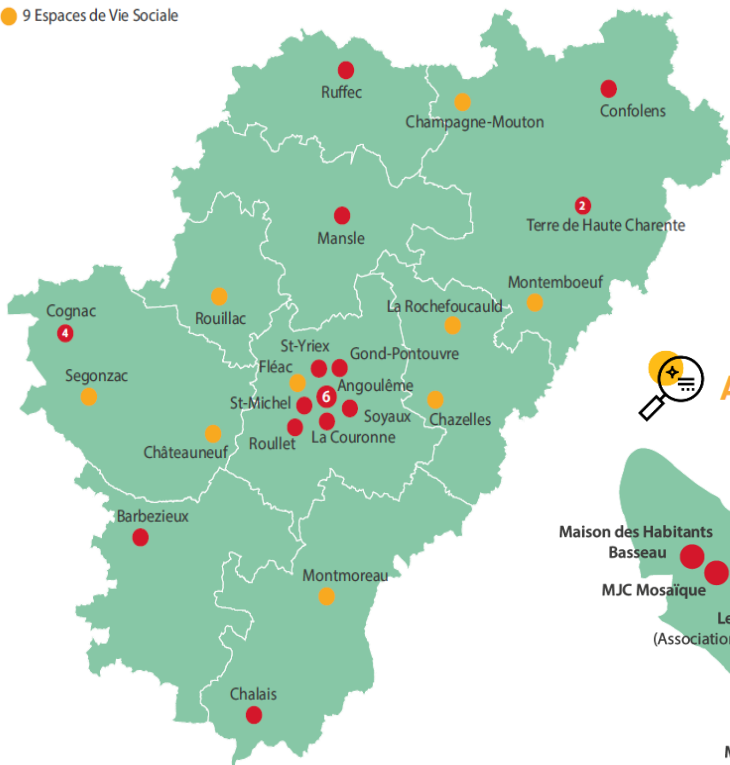 9 Espaces de Vie Sociale
Ruffec
Champagne-Mouton
Confolens
2
Terre de Haute Charente
Mansle
Montemboeuf
La Rochefoucauld
Rouillac
Cognac
4
St-Yriex
Gond-Pontouvre
Fléac
Segonzac
Angoulême
6
St-Michel
Soyaux
Chazelles
La Couronne
Roullet
Châteauneuf
Barbezieux
Montmoreau
Chalais
Maison des Habitants
Basseau
MJC Mosaïque
Le
(Association